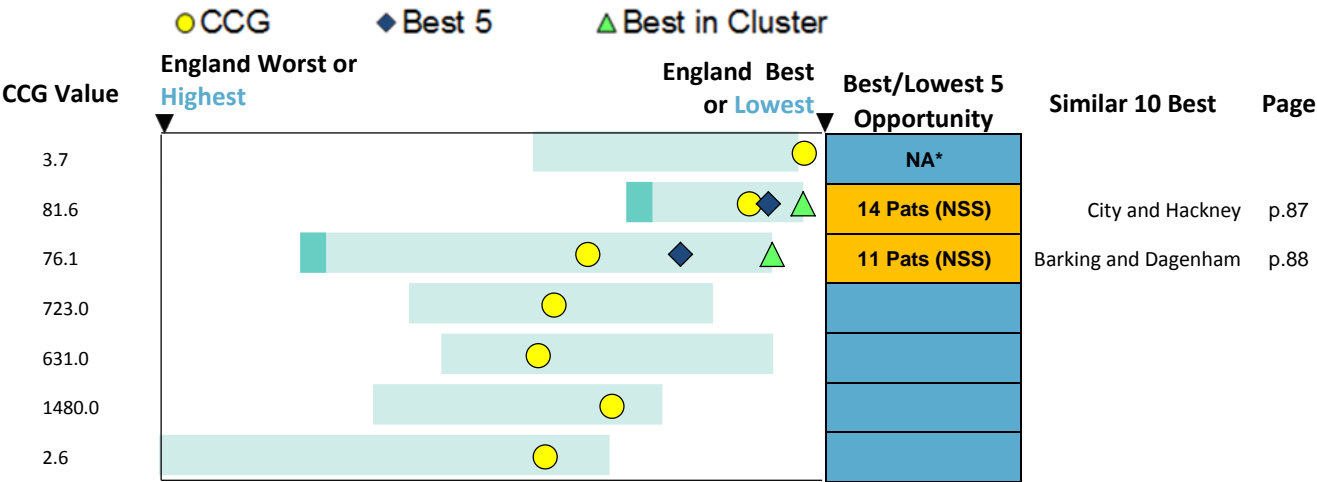 CCG
Best 5
Best in Cluster
CCG Value
England Worst or
Highest
England Best
or Lowest
Best/Lowest 5
Opportunity
Similar 10 Best
Page
3.7
NA*
81.6
14 Pats (NSS)
City and Hackney
p.87
76.1
11 Pats (NSS)
Barking and Dagenham
p.88
723.0
631.0
1480.0
2.6